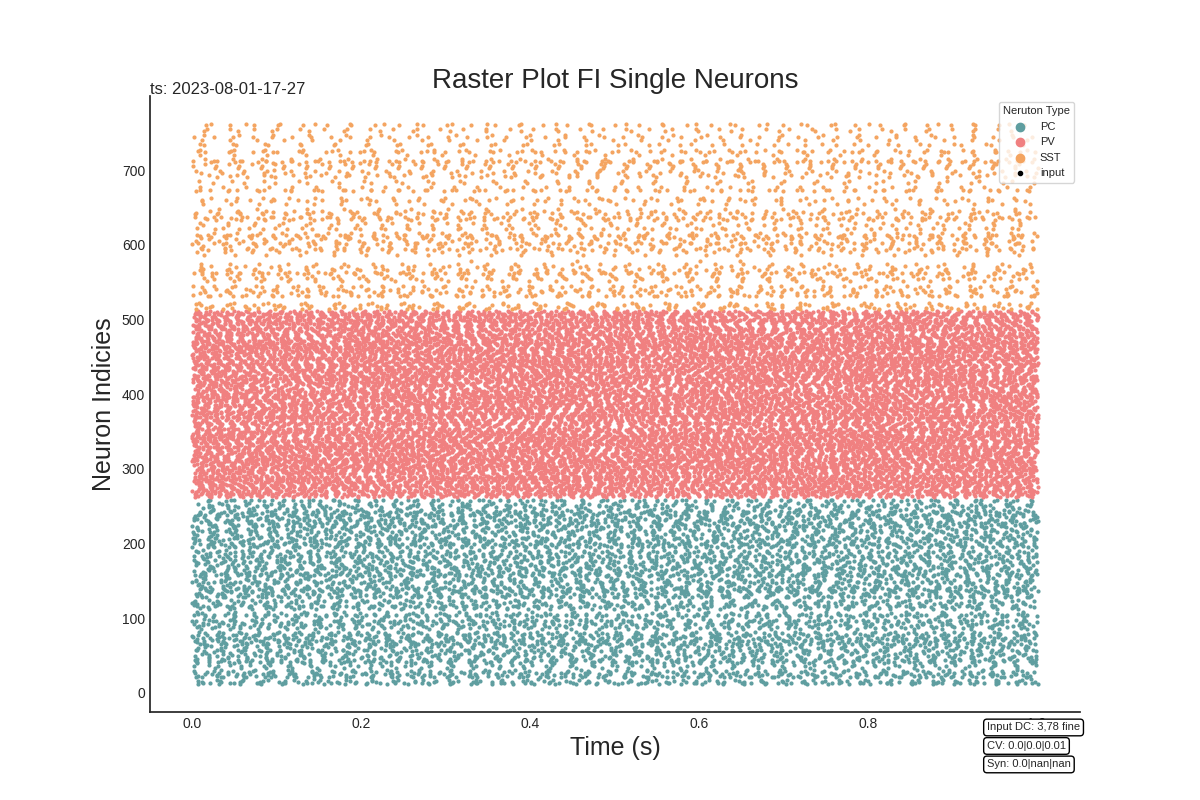 Raster Plot FI Single Neurons
ts: 2023-08-01-17-27
Neruton Type
PC
PV
SST
input
Neuron Indicies
700
600
500
400
300
200
100
0
0.0
0.2
0.4
0.6
0.8
Time (s)
Input DC: 3,78 fine
CV: 0.0|0.0|0.01
Syn: 0.0|nan|nan